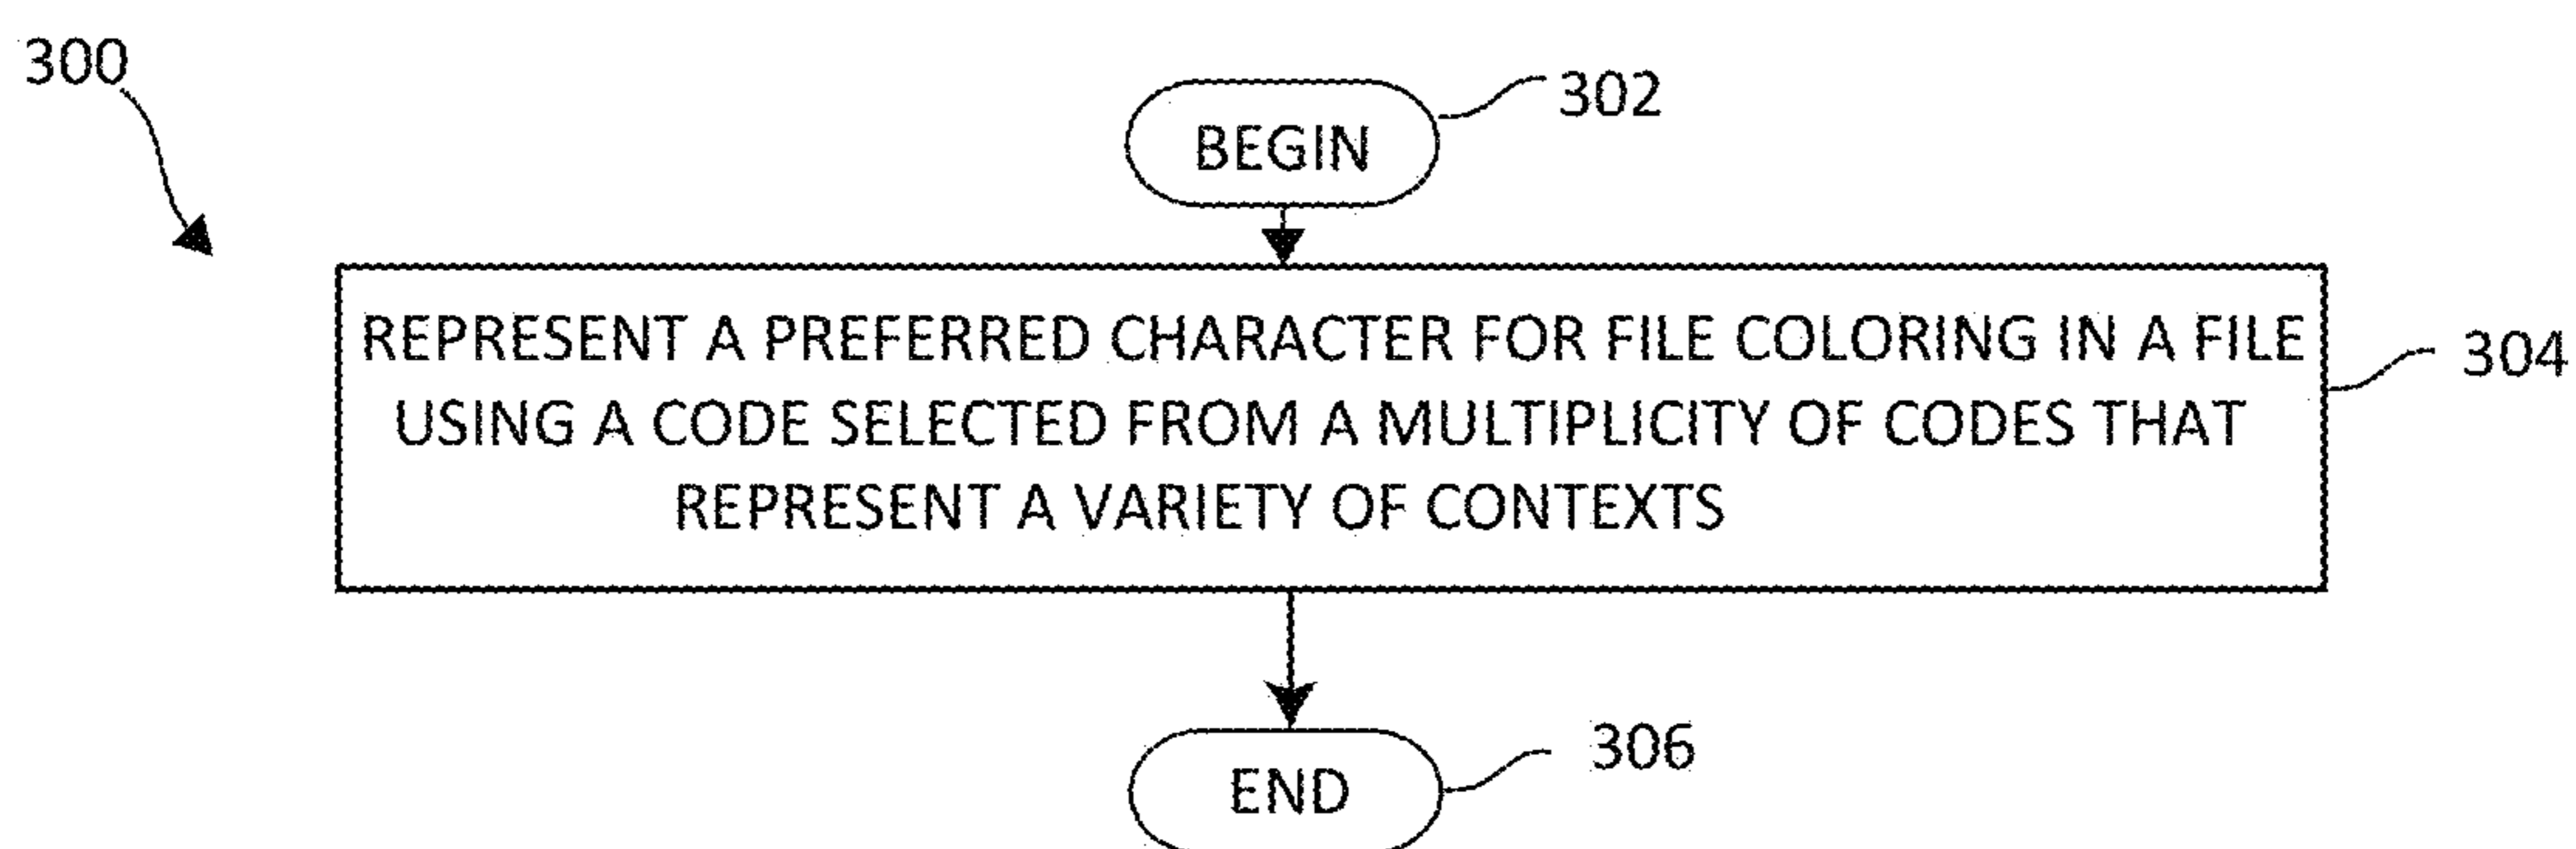 300
302
BEGIN
REPRESENT A PREFERRED CHARACTER FOR FILE COLORING IN A FILE
304
USING A CODE SELECTED FROM A MULTIPLICITY OF CODES THAT
REPRESENT A VARIETY OF CONTEXTS
306
END